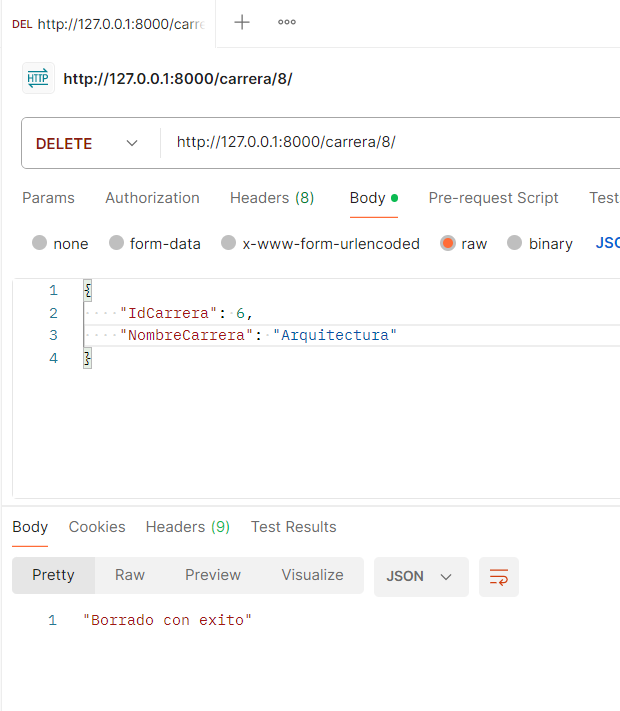 DEL http://127.0.0.1:8000/carre
HTTP http://127.0.0.1:8000/carrera/8/
DELETE http://127.0.0.1:8000/carrera/8/
Params Authorization Headers (8) Body Pre-request Script Test
none form-data x-www-form-urlencoded raw binary JSO
1 {
2 "IdCarrera": 6,
3 "NombreCarrera": "Arquitectura"
4 }
Body Cookies Headers (9) Test Results
Pretty Raw Preview Visualize JSON
1 "Borrado con exito"